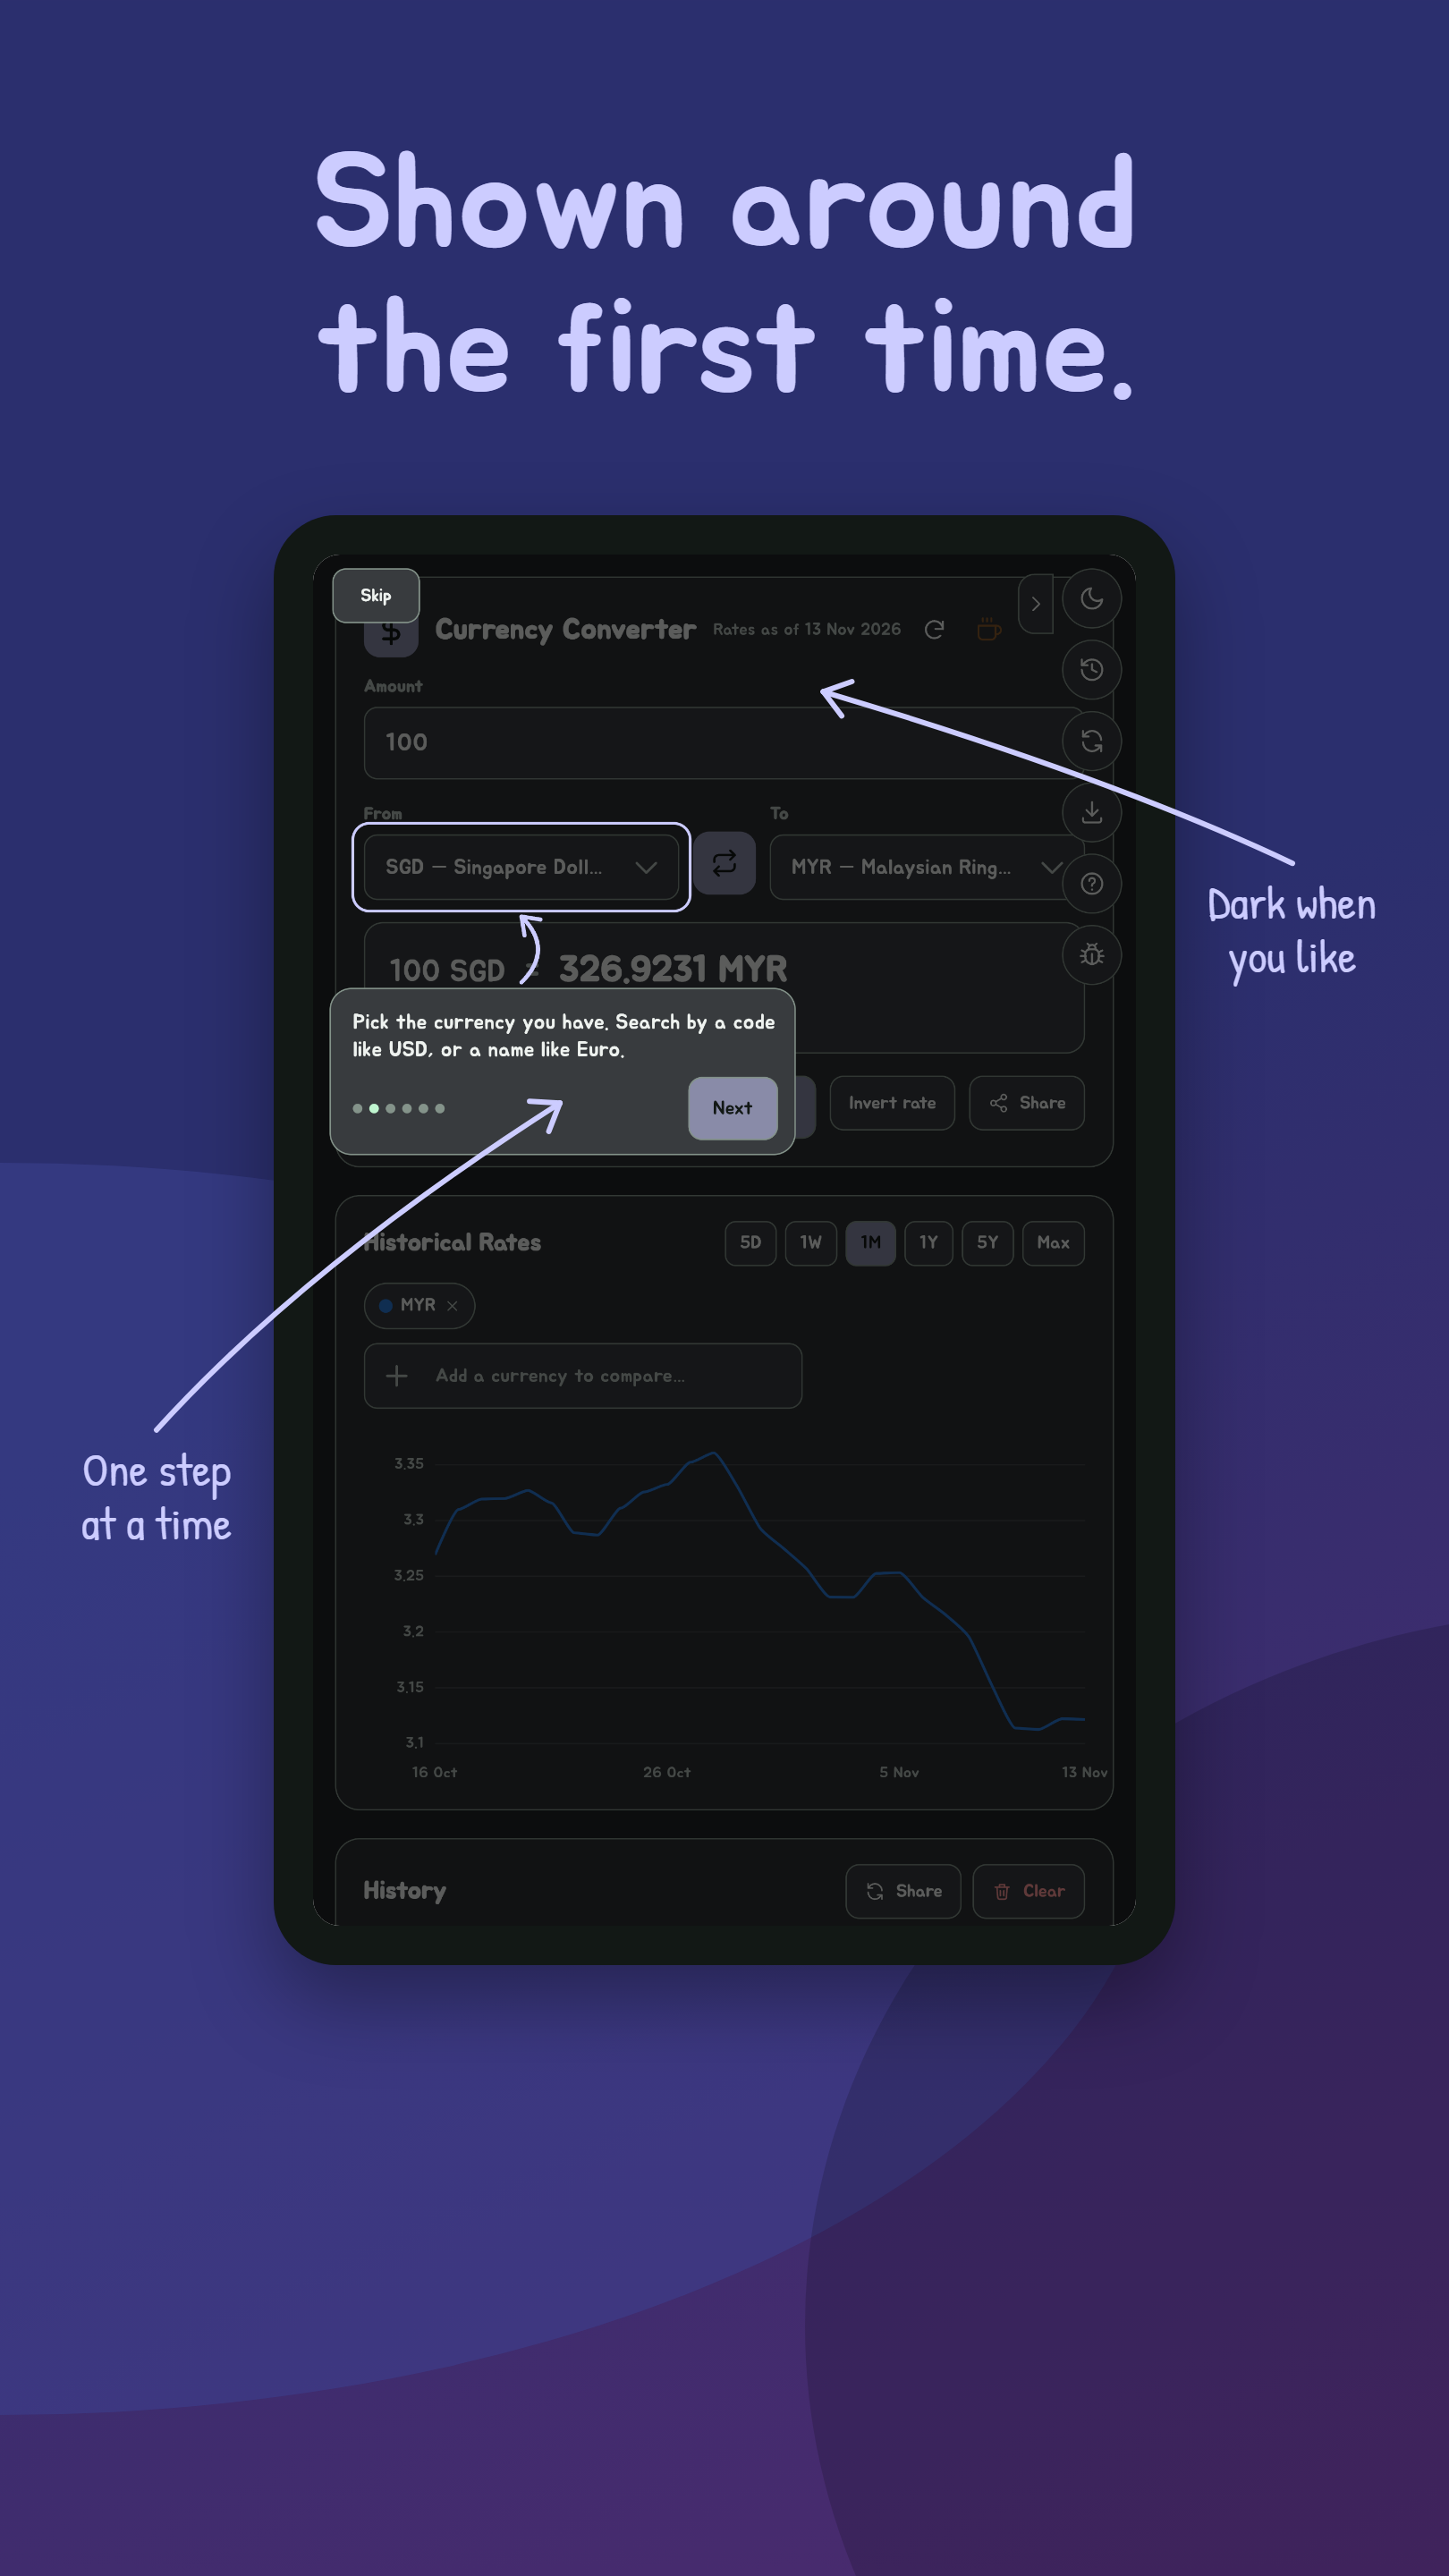 Shown around
the first time.
Skip
Currency Converter
Rates as of 13 Nov 2026
Amount
100
From
To
SGD — Singapore Doll...
MYR — Malaysian Ring...
100 SGD = 326.9231 MYR
Dark when
you like
Pick the currency you have. Search by a code
like USD, or a name like Euro.
Next
Invert rate
Share
Historical Rates
5D
1W
1M
1Y
5Y
Max
MYR
Add a currency to compare...
One step
at a time
3.35
3.3
3.25
3.2
3.15
3.1
16 Oct
26 Oct
5 Nov
13 Nov
History
Share
Clear